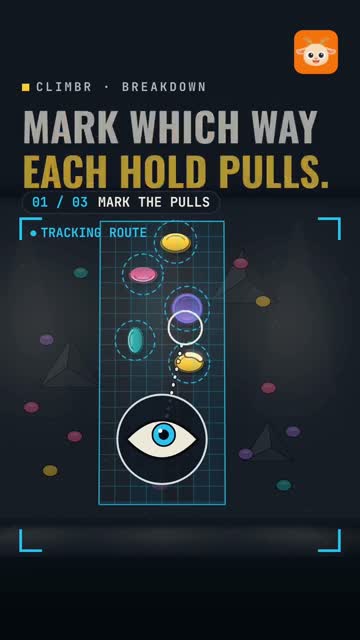 CLIMBR · BREAKDOWN
MARK WHICH WAY
EACH HOLD PULLS.
01 / 03 MARK THE PULLS
TRACKING ROUTE